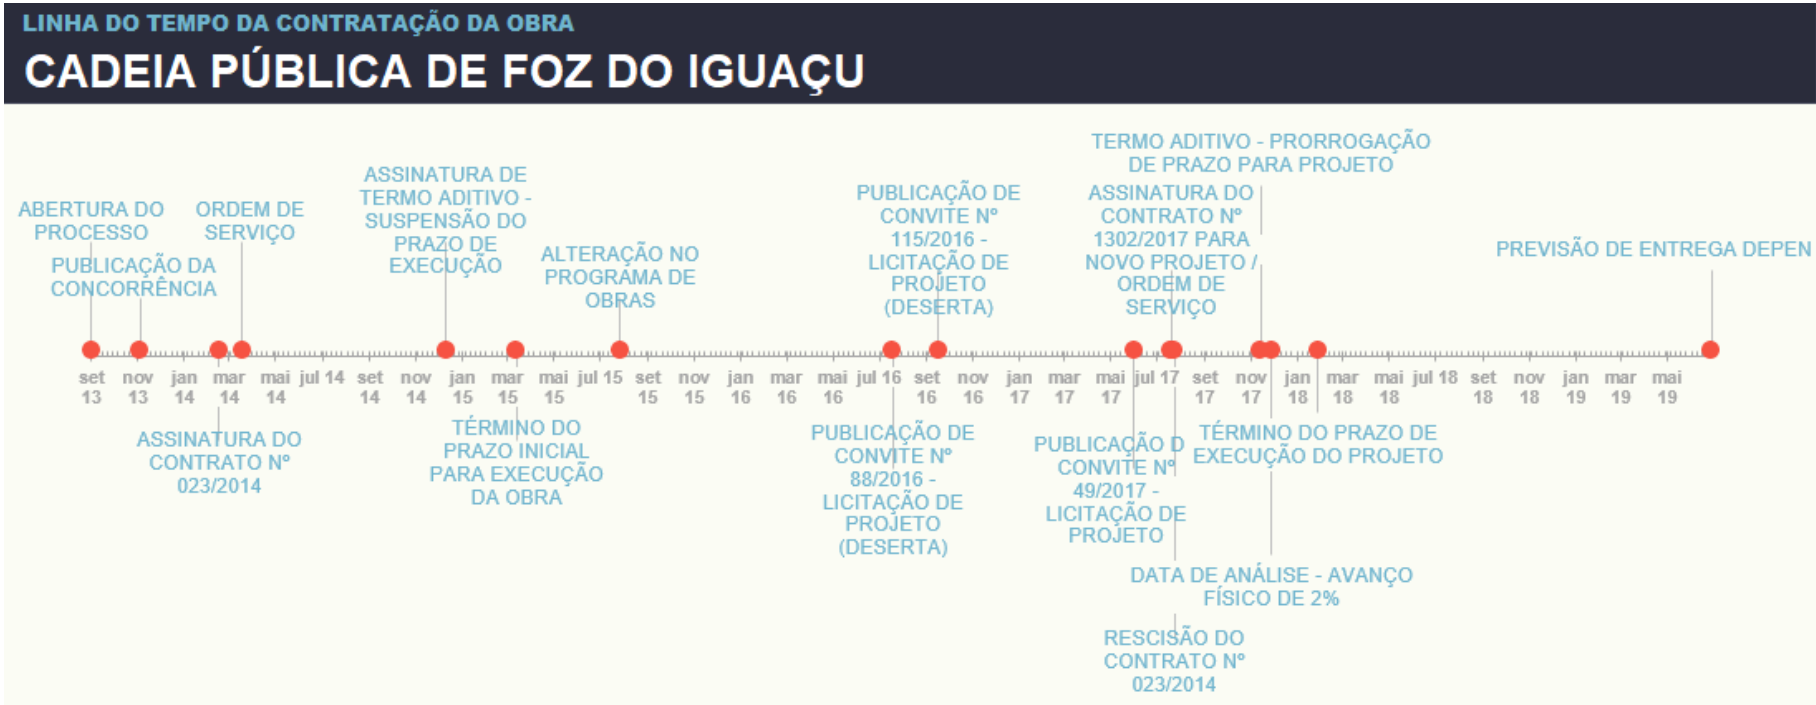 LINHA DO TEMPO DA CONTRATAÇÃO DA OBRA
CADEIA PÚBLICA DE FOZ DO IGUAÇU
ABERTURA DO
PROCESSO
PUBLICAÇÃO DA
CONCORRÊNCIA
ORDEM DE
SERVIÇO
ASSINATURA DE
TERMO ADITIVO -
SUSPENSÃO DO
PRAZO DE
EXECUÇÃO
ALTERAÇÃO NO
PROGRAMA DE
OBRAS
PUBLICAÇÃO DE
CONVITE Nº
115/2016 -
LICITAÇÃO DE
PROJETO
(DESERTA)
TERMO ADITIVO - PRORROGAÇÃO
DE PRAZO PARA PROJETO
ASSINATURA DO
CONTRATO Nº
1302/2017 PARA
NOVO PROJETO /
ORDEM DE
SERVIÇO
PREVISÃO DE ENTREGA DEPEN
set nov jan mar mai jul 14 set nov jan mar mai jul 15 set nov jan mar mai jul 16 set nov jan mar mai jul 17 set nov jan mar mai jul 18 set nov jan mar mai
13 13 14 14 14 14 14 15 15 15 15 15 16 16 16 16 16 17 17 17 17 17 18 18 18 18 18 19 19 19
ASSINATURA DO
CONTRATO Nº
023/2014
TÉRMINO DO
PRAZO INICIAL
PARA EXECUÇÃO
DA OBRA
PUBLICAÇÃO DE
CONVITE Nº
88/2016 -
LICITAÇÃO DE
PROJETO
(DESERTA)
PUBLICAÇÃO D
CONVITE Nº
49/2017 -
LICITAÇÃO DE
PROJETO
TÉRMINO DO PRAZO DE
EXECUÇÃO DO PROJETO
DATA DE ANÁLISE - AVANÇO
FÍSICO DE 2%
RESCISÃO DO
CONTRATO Nº
023/2014